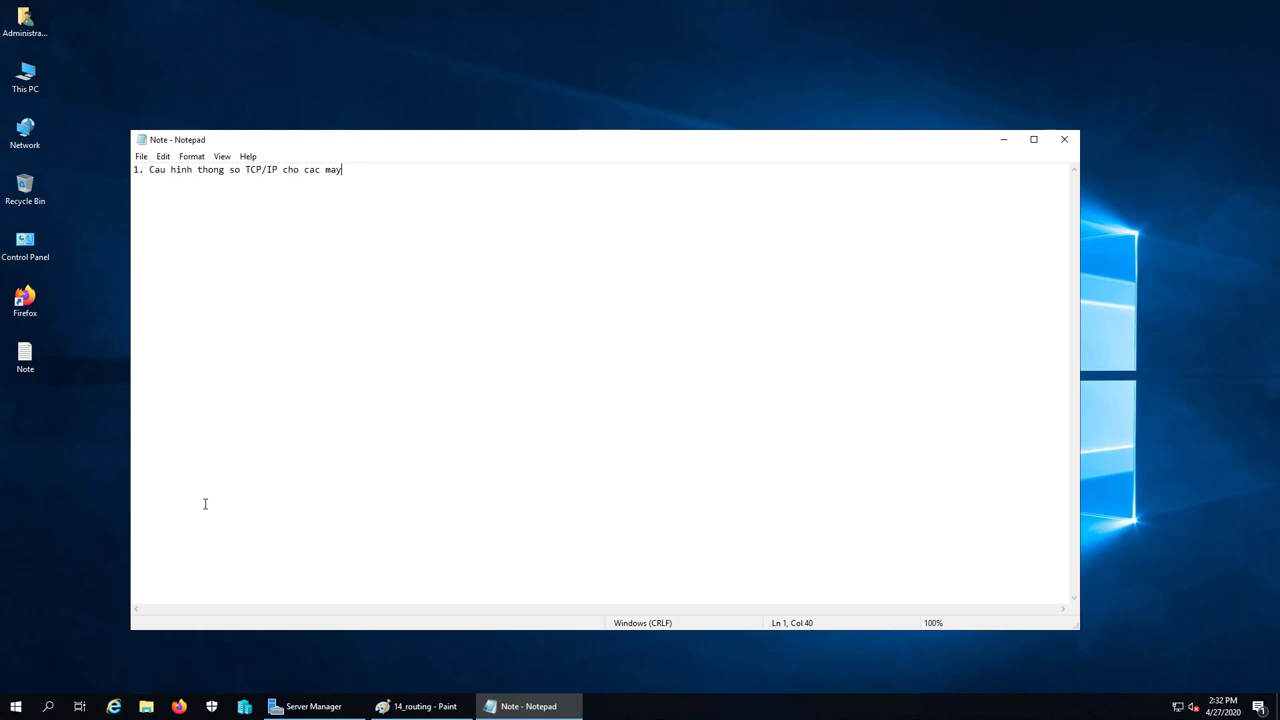 Administra...
This PC
Network
Recycle Bin
Control Panel
Firefox
Note
Note - Notepad
File Edit Format View Help
1. Cau hinh thong so TCP/IP cho cac may
Windows (CRLF) Ln 1, Col 40 100%
Server Manager 14_routing - Paint Note - Notepad
2:32 PM
4/27/2020
1